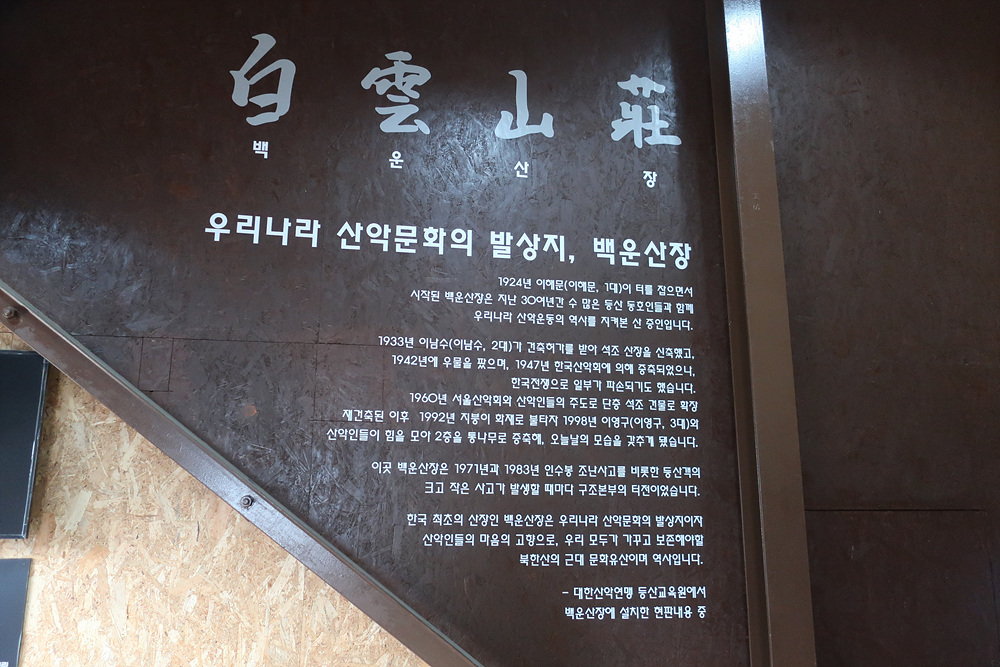 白雲山莊
백운산장
우리나라 산악문화의 발상지, 백운산장
1924년 이해문(이해문, 1대)이 터를 잡으면서
시작된 백운산장은 지난 30여년간 수 많은 등산 동호인들과 함께
우리나라 산악운동의 역사를 지켜본 산 증인입니다.
1933년 이남수(이남수, 2대)가 건축허가를 받아 석조 산장을 신축했고,
1942년에 우물을 팠으며, 1947년 한국산악회에 의해 증축되었으나,
한국전쟁으로 일부가 파손되기도 했습니다.
1960년 서울산악회와 산악인들의 주도로 단층 석조 건물로 확장
재건축된 이후 1992년 지붕이 화재로 불타자 1998년 이영구(이영구, 3대)와
산악인들이 힘을 모아 2층을 통나무로 증축해, 오늘날의 모습을 갖추게 됐습니다.
이곳 백운산장은 1971년과 1983년 인수봉 조난사고를 비롯한 등산객의
크고 작은 사고가 발생할 때마다 구조본부의 터전이었습니다.
한국 최초의 산장인 백운산장은 우리나라 산악문화의 발상지이자
산악인들의 마음의 고향으로, 우리 모두가 가꾸고 보존해야할
북한산의 근대 문화유산이며 역사입니다.
- 대한산악연맹 등산교육원에서
백운산장에 설치한 현판내용 중